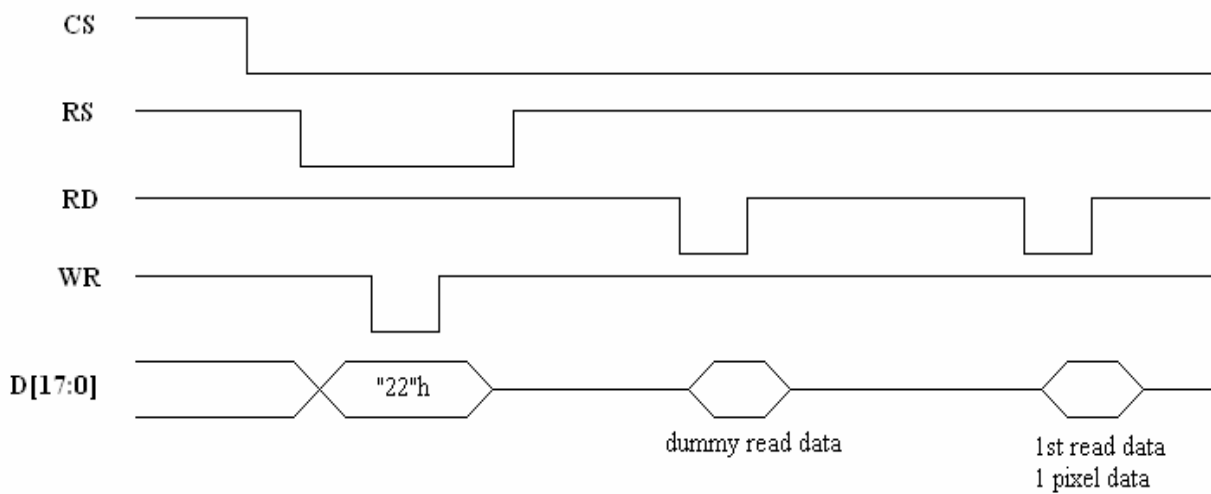 CS
RS
RD
WR
D[17:0]
"22"h
dummy read data
1st read data
1 pixel data